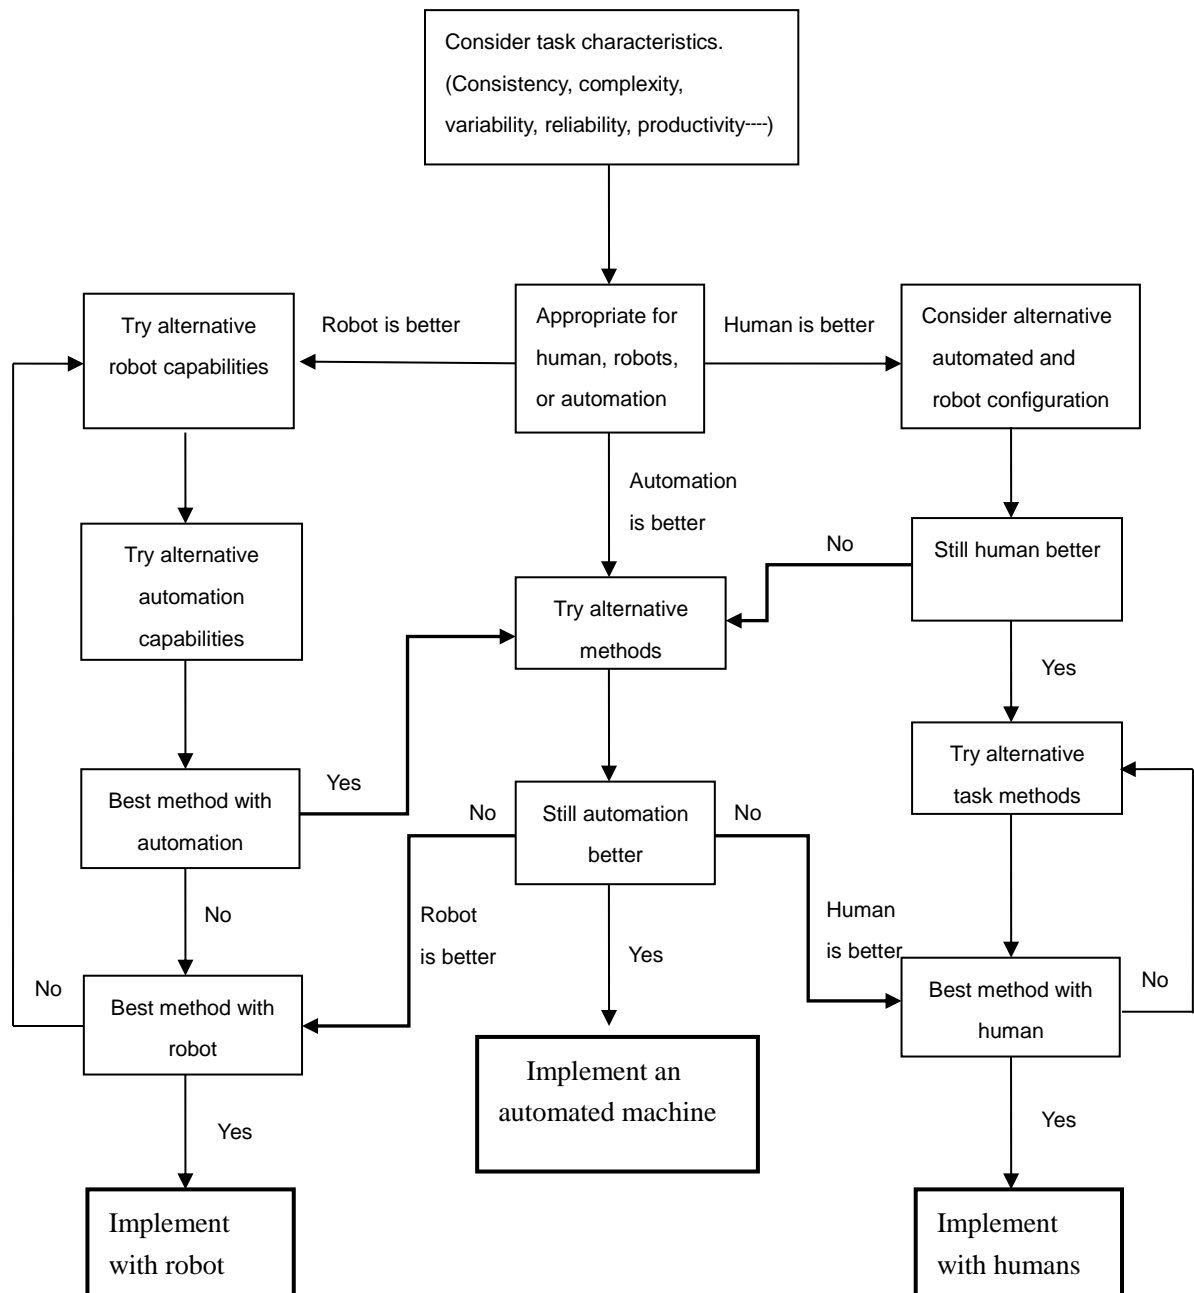 Consider task characteristics.
(Consistency, complexity,
variability, reliability, productivity----)
Try alternative
robot capabilities
Robot is better
Appropriate for
human, robots,
or automation
Human is better
Consider alternative
automated and
robot configuration
Automation
is better
Try alternative
automation
capabilities
No
Still human better
Try alternative
methods
Yes
Try alternative
task methods
Best method with
automation
Yes
No
Still automation
better
No
No
Robot
is better
Yes
Human
is better
No
Best method with
robot
Best method with
human
No
Implement an
automated machine
Yes
Yes
Implement
with robot
Implement
with humans